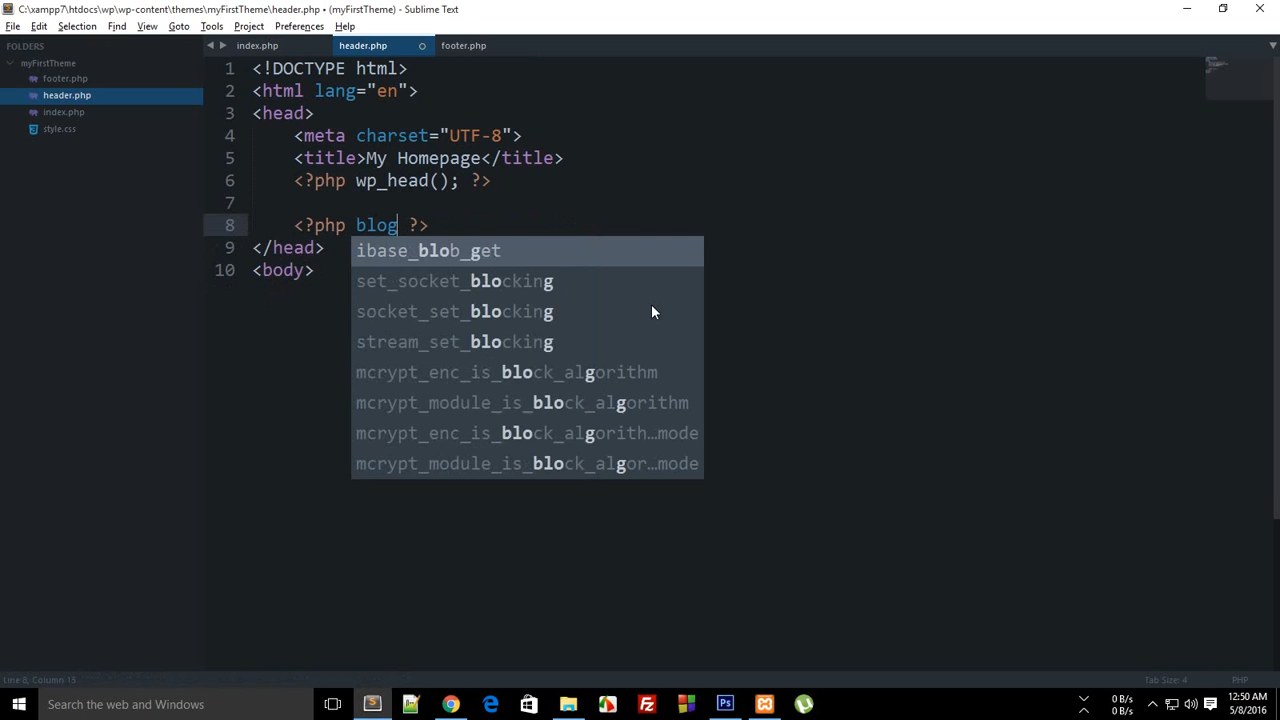 C:\xampp7\htdocs\wp\wp-content\themes\myFirstTheme\header.php • (myFirstTheme) - Sublime Text
File Edit Selection Find View Goto Tools Project Preferences Help
FOLDERS
myFirstTheme
footer.php
header.php
index.php
style.css
index.php header.php footer.php
1 <!DOCTYPE html>
2 <html lang="en">
3 <head>
4 <meta charset="UTF-8">
5 <title>My Homepage</title>
6 <?php wp_head(); ?>
7
8 <?php blog ?>
9 </head>
10 <body>
ibase_blob_get
set_socket_blocking
socket_set_blocking
stream_set_blocking
mcrypt_enc_is_block_algorithm
mcrypt_module_is_block_algorithm
mcrypt_enc_is_block_algorith…mode
mcrypt_module_is_block_algor…mode
Line 8, Column 15 Tab Size: 4 PHP
Search the web and Windows
0 B/s
0 B/s
12:50 AM
5/8/2016